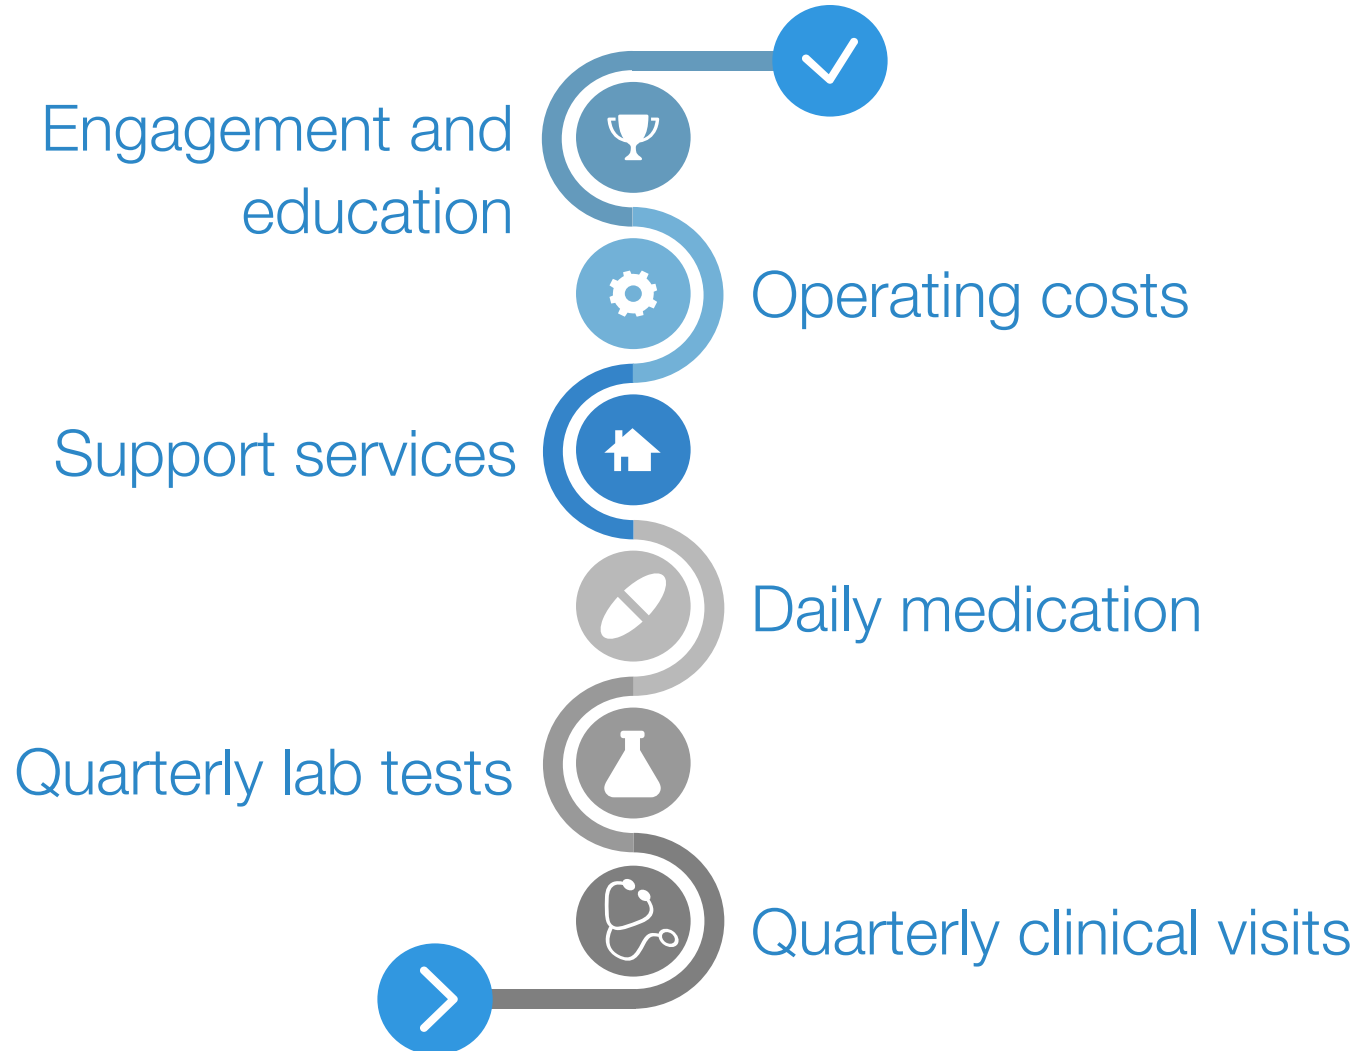 Engagement and
education
Operating costs
Support services
Daily medication
Quarterly lab tests
Quarterly clinical visits